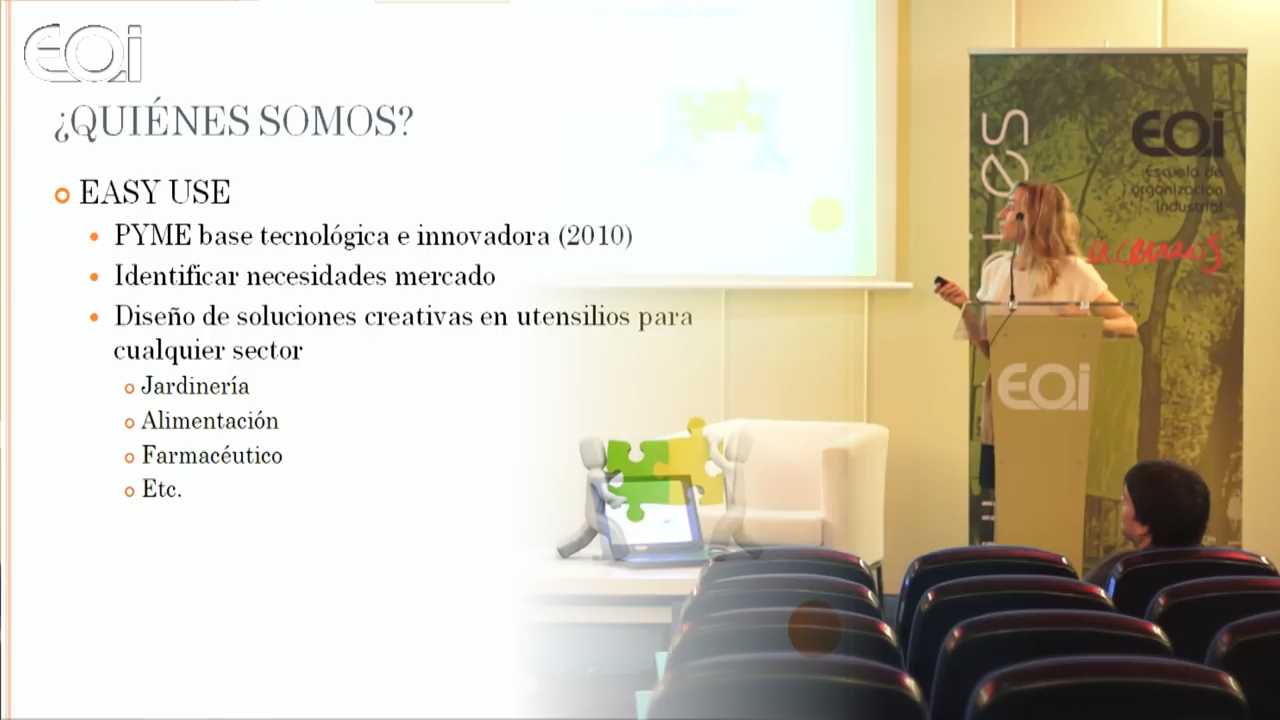 EOi
¿QUIÉNES SOMOS?
EASY USE
PYME base tecnológica e innovadora (2010)
Identificar necesidades mercado
Diseño de soluciones creativas en utensilios para
cualquier sector
Jardinería
Alimentación
Farmacéutico
Etc.
EOi
Escuela de
organización
industrial
EOi